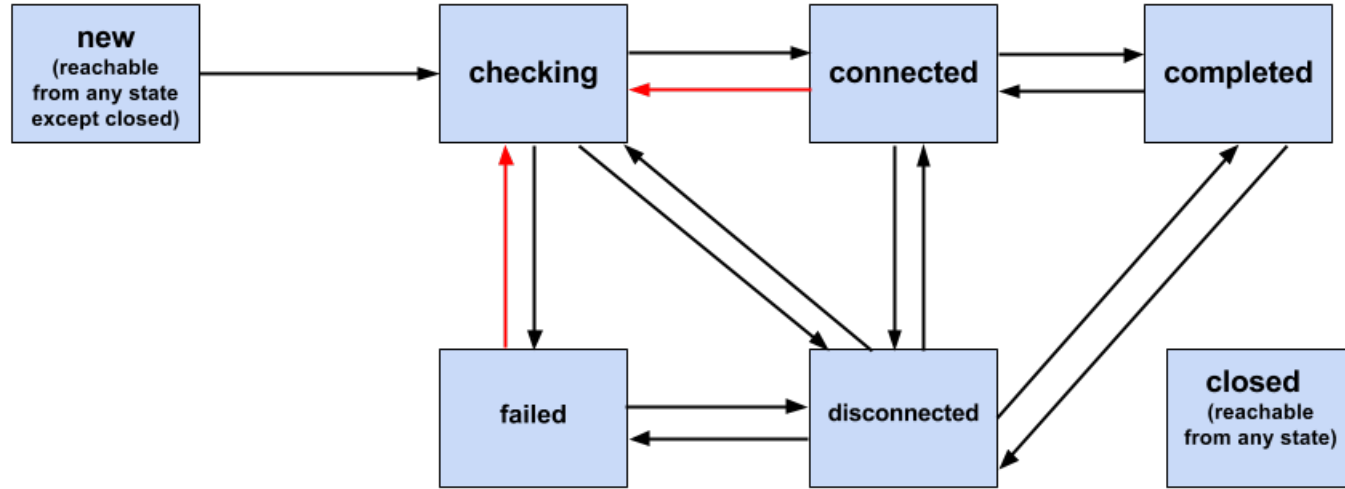 new
(reachable
from any state
except closed)
checking
connected
completed
failed
disconnected
closed
(reachable
from any state)